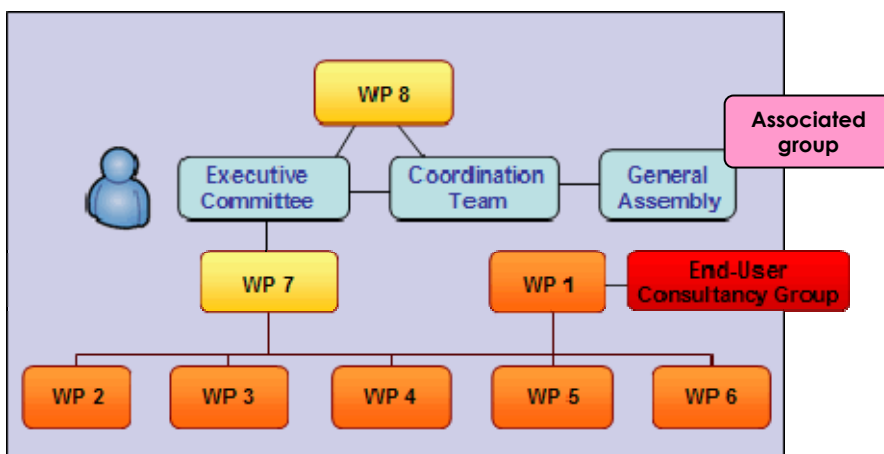 WP 8
Associated
group
Executive
Committee
Coordination
Team
General
Assembly
WP 7
WP 1
End-User
Consultancy Group
WP 2
WP 3
WP 4
WP 5
WP 6